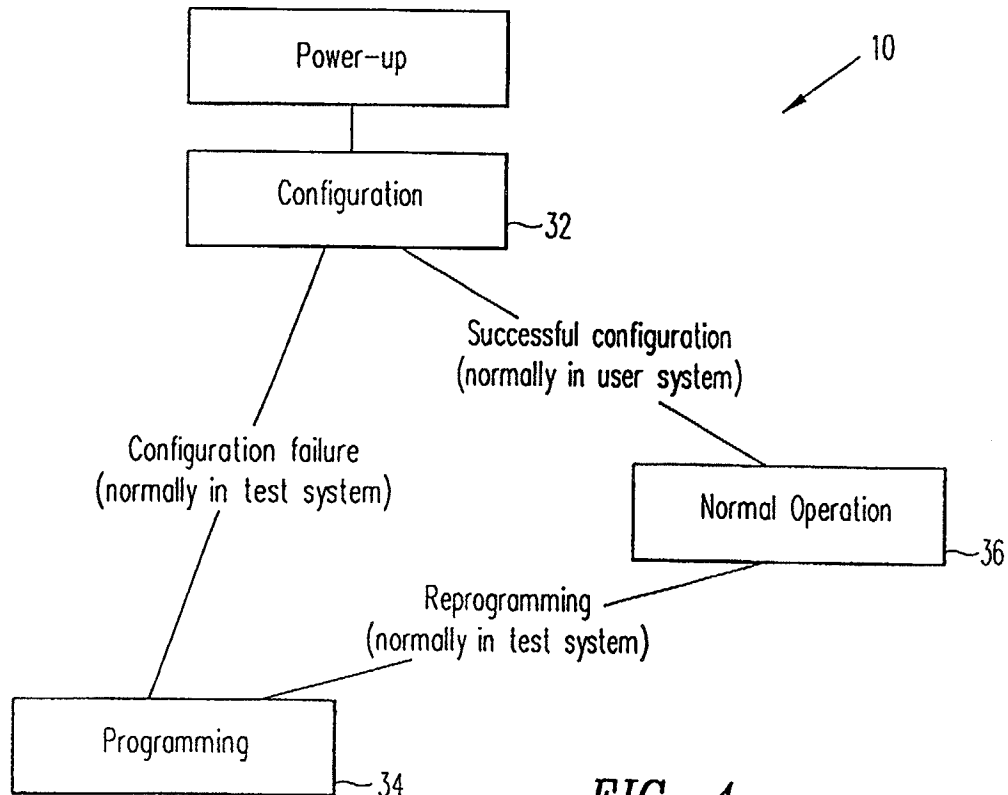 Power-up
10
Configuration
32
Successful configuration
(normally in user system)
Configuration failure
(normally in test system)
Normal Operation
36
Reprogramming
(normally in test system)
Programming
34